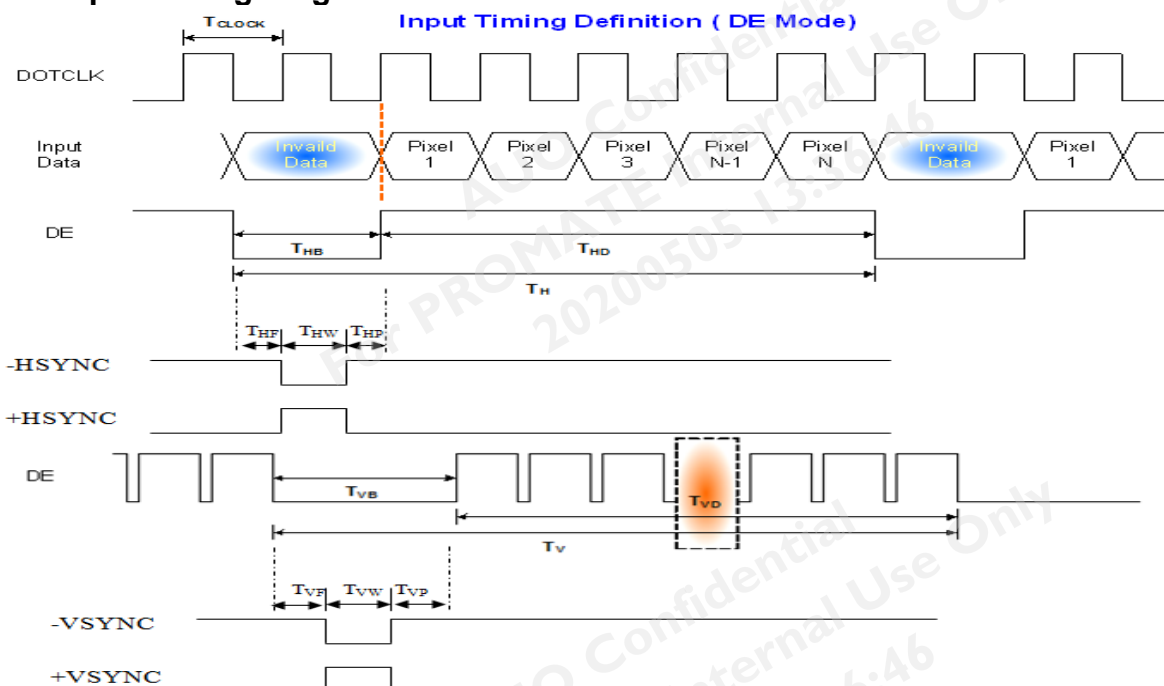 Input Timing Definition ( DE Mode)
TCLOCK
DOTCLK
Input
Data
Invaild
Data
Pixel
1
Pixel
2
Pixel
3
Pixel
N-1
Pixel
N
Invaild
Data
Pixel
1
DE
THB
THD
TH
THF THW THP
-HSYNC
+HSYNC
DE
TVB
TVD
TV
TVF TVW TVP
-VSYNC
+VSYNC
AUO Confidential
For PROMATE Internal Use Only
20200505 13:36:46
AUO Confidential
Internal Use Only